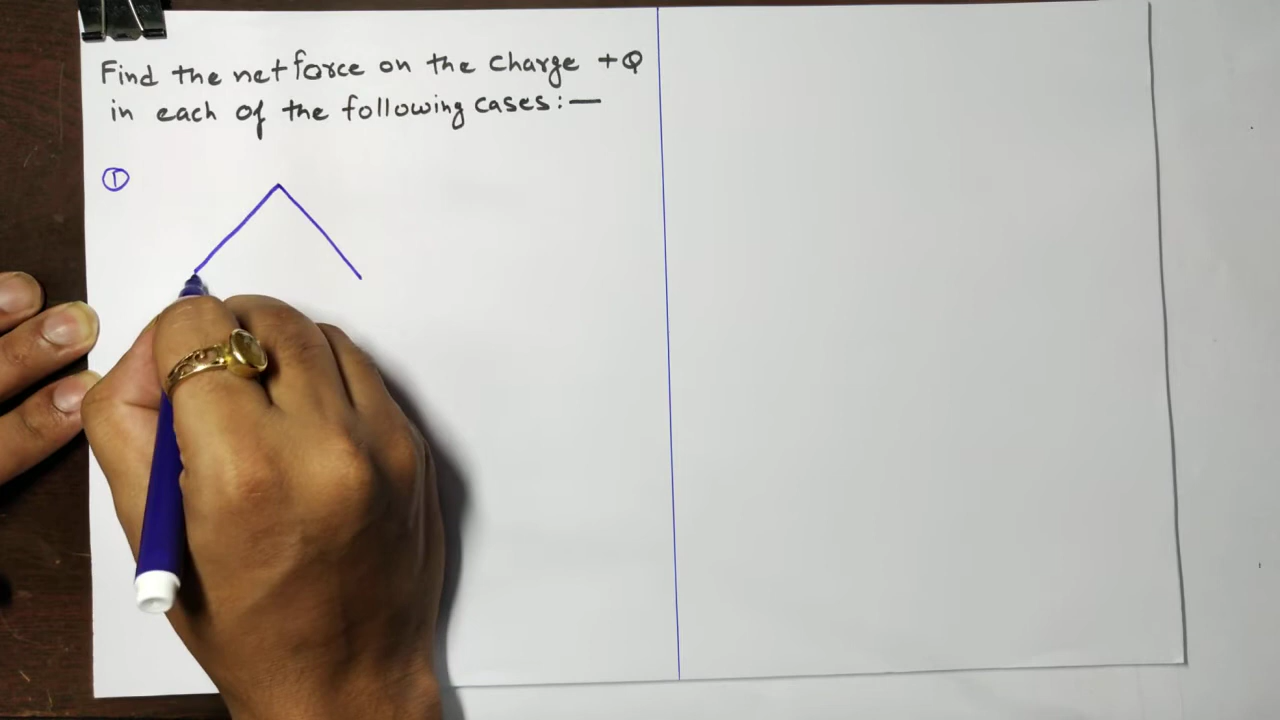 Find the net force on the charge +Q
in each of the following cases:—
①